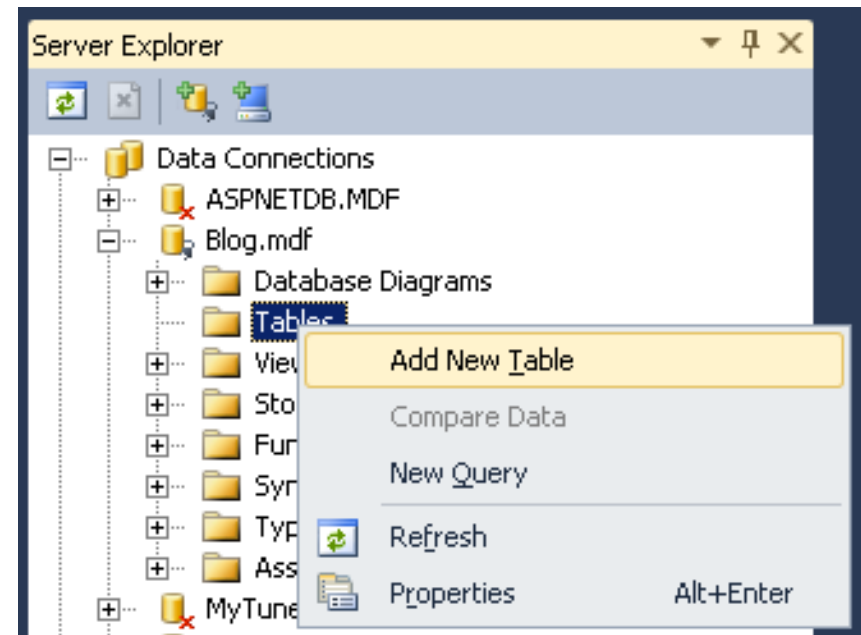 Server Explorer
Data Connections
ASPNETDB.MDF
Blog.mdf
Database Diagrams
Tables
Add New Table
Compare Data
New Query
Refresh
Properties Alt+Enter